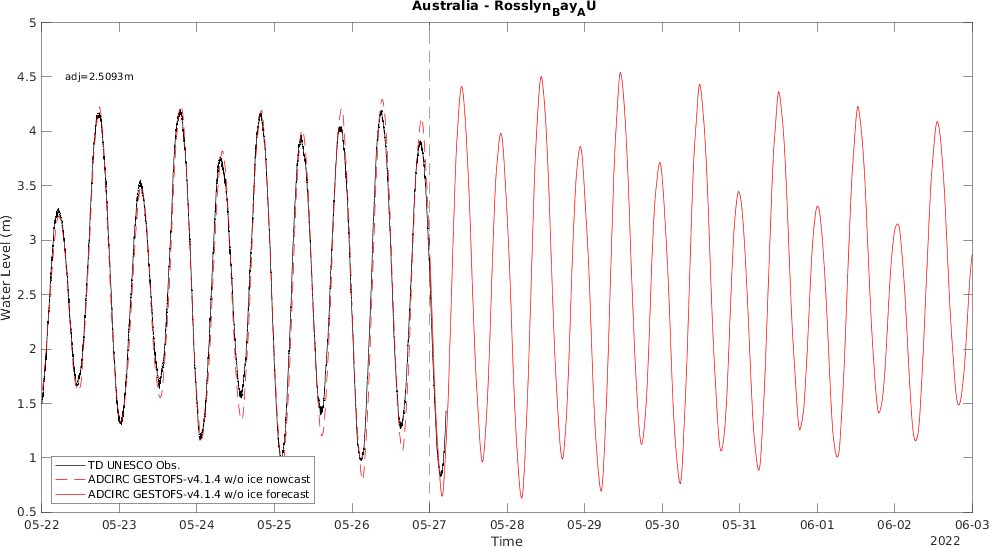 Australia - RosslynBayAU
5
4.5
adj=2.5093m
4
3.5
3
2.5
2
1.5
1
0.5
Water Level (m)
TD UNESCO Obs.
ADCIRC GESTOFS-v4.1.4 w/o ice nowcast
ADCIRC GESTOFS-v4.1.4 w/o ice forecast
05-22 05-23 05-24 05-25 05-26 05-27 05-28 05-29 05-30 05-31 06-01 06-02 06-03
Time
2022